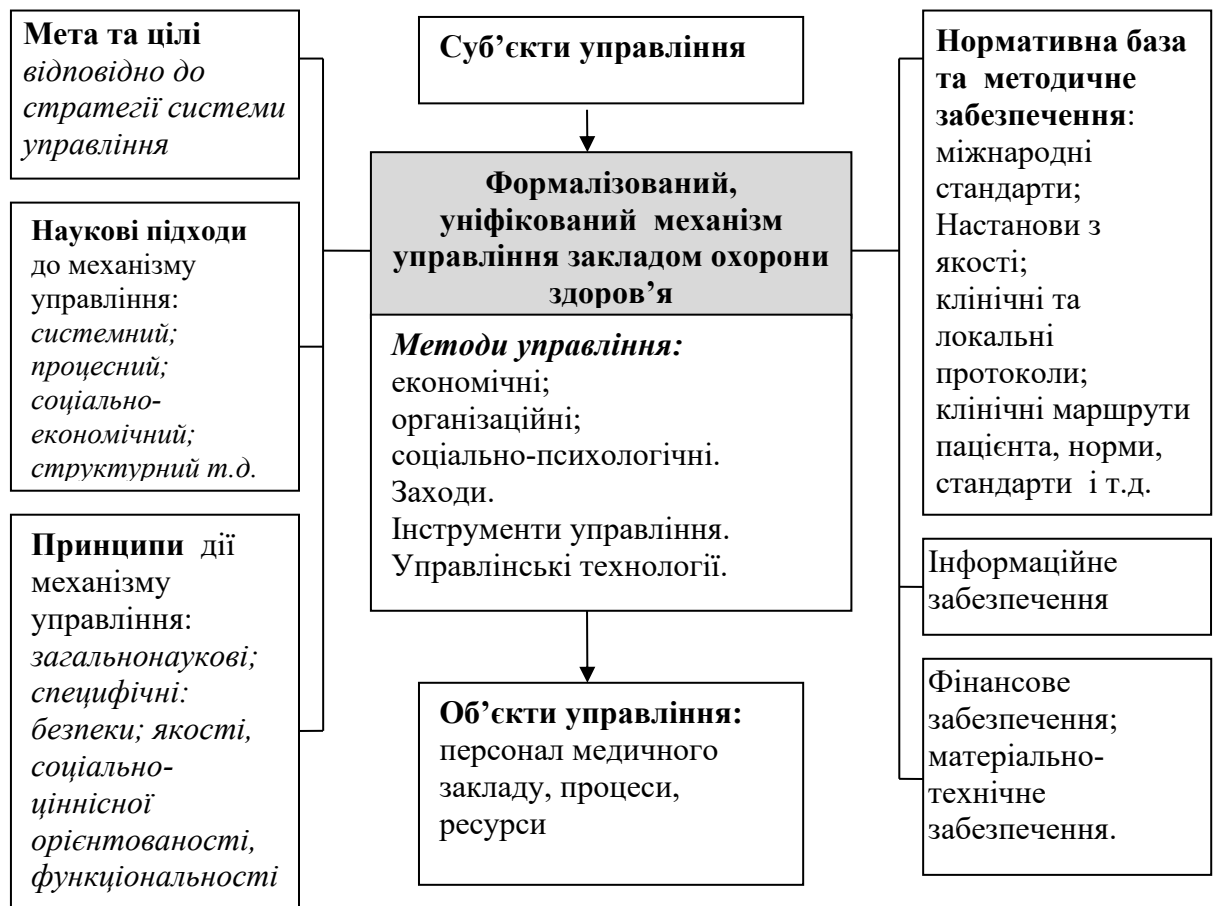 Мета та цілі
відповідно до
стратегії системи
управління
Наукові підходи
до механізму
управління:
системний;
процесний;
соціально-
економічний;
структурний т.д.
Принципи дії
механізму
управління:
загальнонаукові;
специфічні:
безпеки; якості,
соціально-
ціннісної
орієнтованості,
функціональності
Суб’єкти управління
Формалізований,
уніфікований механізм
управління закладом охорони
здоров’я
Методи управління:
економічні;
організаційні;
соціально-психологічні.
Заходи.
Інструменти управління.
Управлінські технології.
Об’єкти управління:
персонал медичного
закладу, процеси,
ресурси
Нормативна база
та методичне
забезпечення:
міжнародні
стандарти;
Настанови з
якості;
клінічні та
локальні
протоколи;
клінічні маршрути
пацієнта, норми,
стандарти і т.д.
Інформаційне
забезпечення
Фінансове
забезпечення;
матеріально-
технічне
забезпечення.